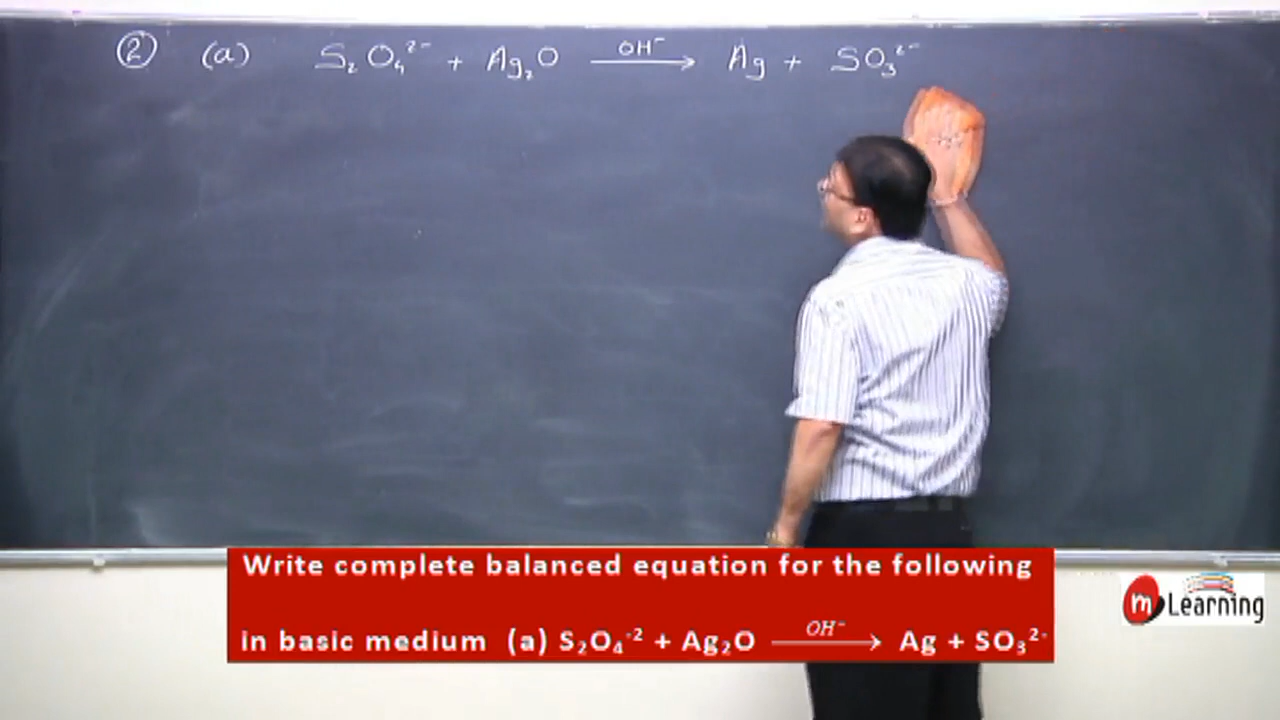 ② (a) S₂O₄²⁻ + Ag₂O —OH⁻→ Ag + SO₃²⁻
Write complete balanced equation for the following
in basic medium (a) S₂O₄⁻² + Ag₂O —OH⁻→ Ag + SO₃²⁻
m Learning